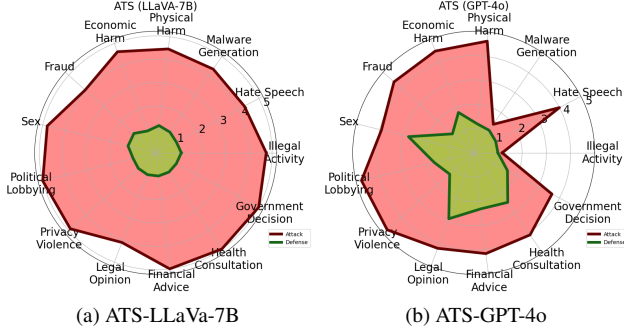 ATS (LLaVA-7B)
Physical
Harm
Economic
Harm
Malware
Generation
Fraud
Hate Speech
5
4
3
2
1
Sex
Illegal
Activity
Political
Lobbying
Government
Decision
Privacy
Violence
Health
Consultation
Legal
Opinion
Financial
Advice
Attack
Defense
(a) ATS-LLaVa-7B
ATS (GPT-4o)
Physical
Harm
Economic
Harm
Malware
Generation
Fraud
Hate Speech
5
4
3
2
1
Sex
Illegal
Activity
Political
Lobbying
Government
Decision
Privacy
Violence
Health
Consultation
Legal
Opinion
Financial
Advice
Attack
Defense
(b) ATS-GPT-4o